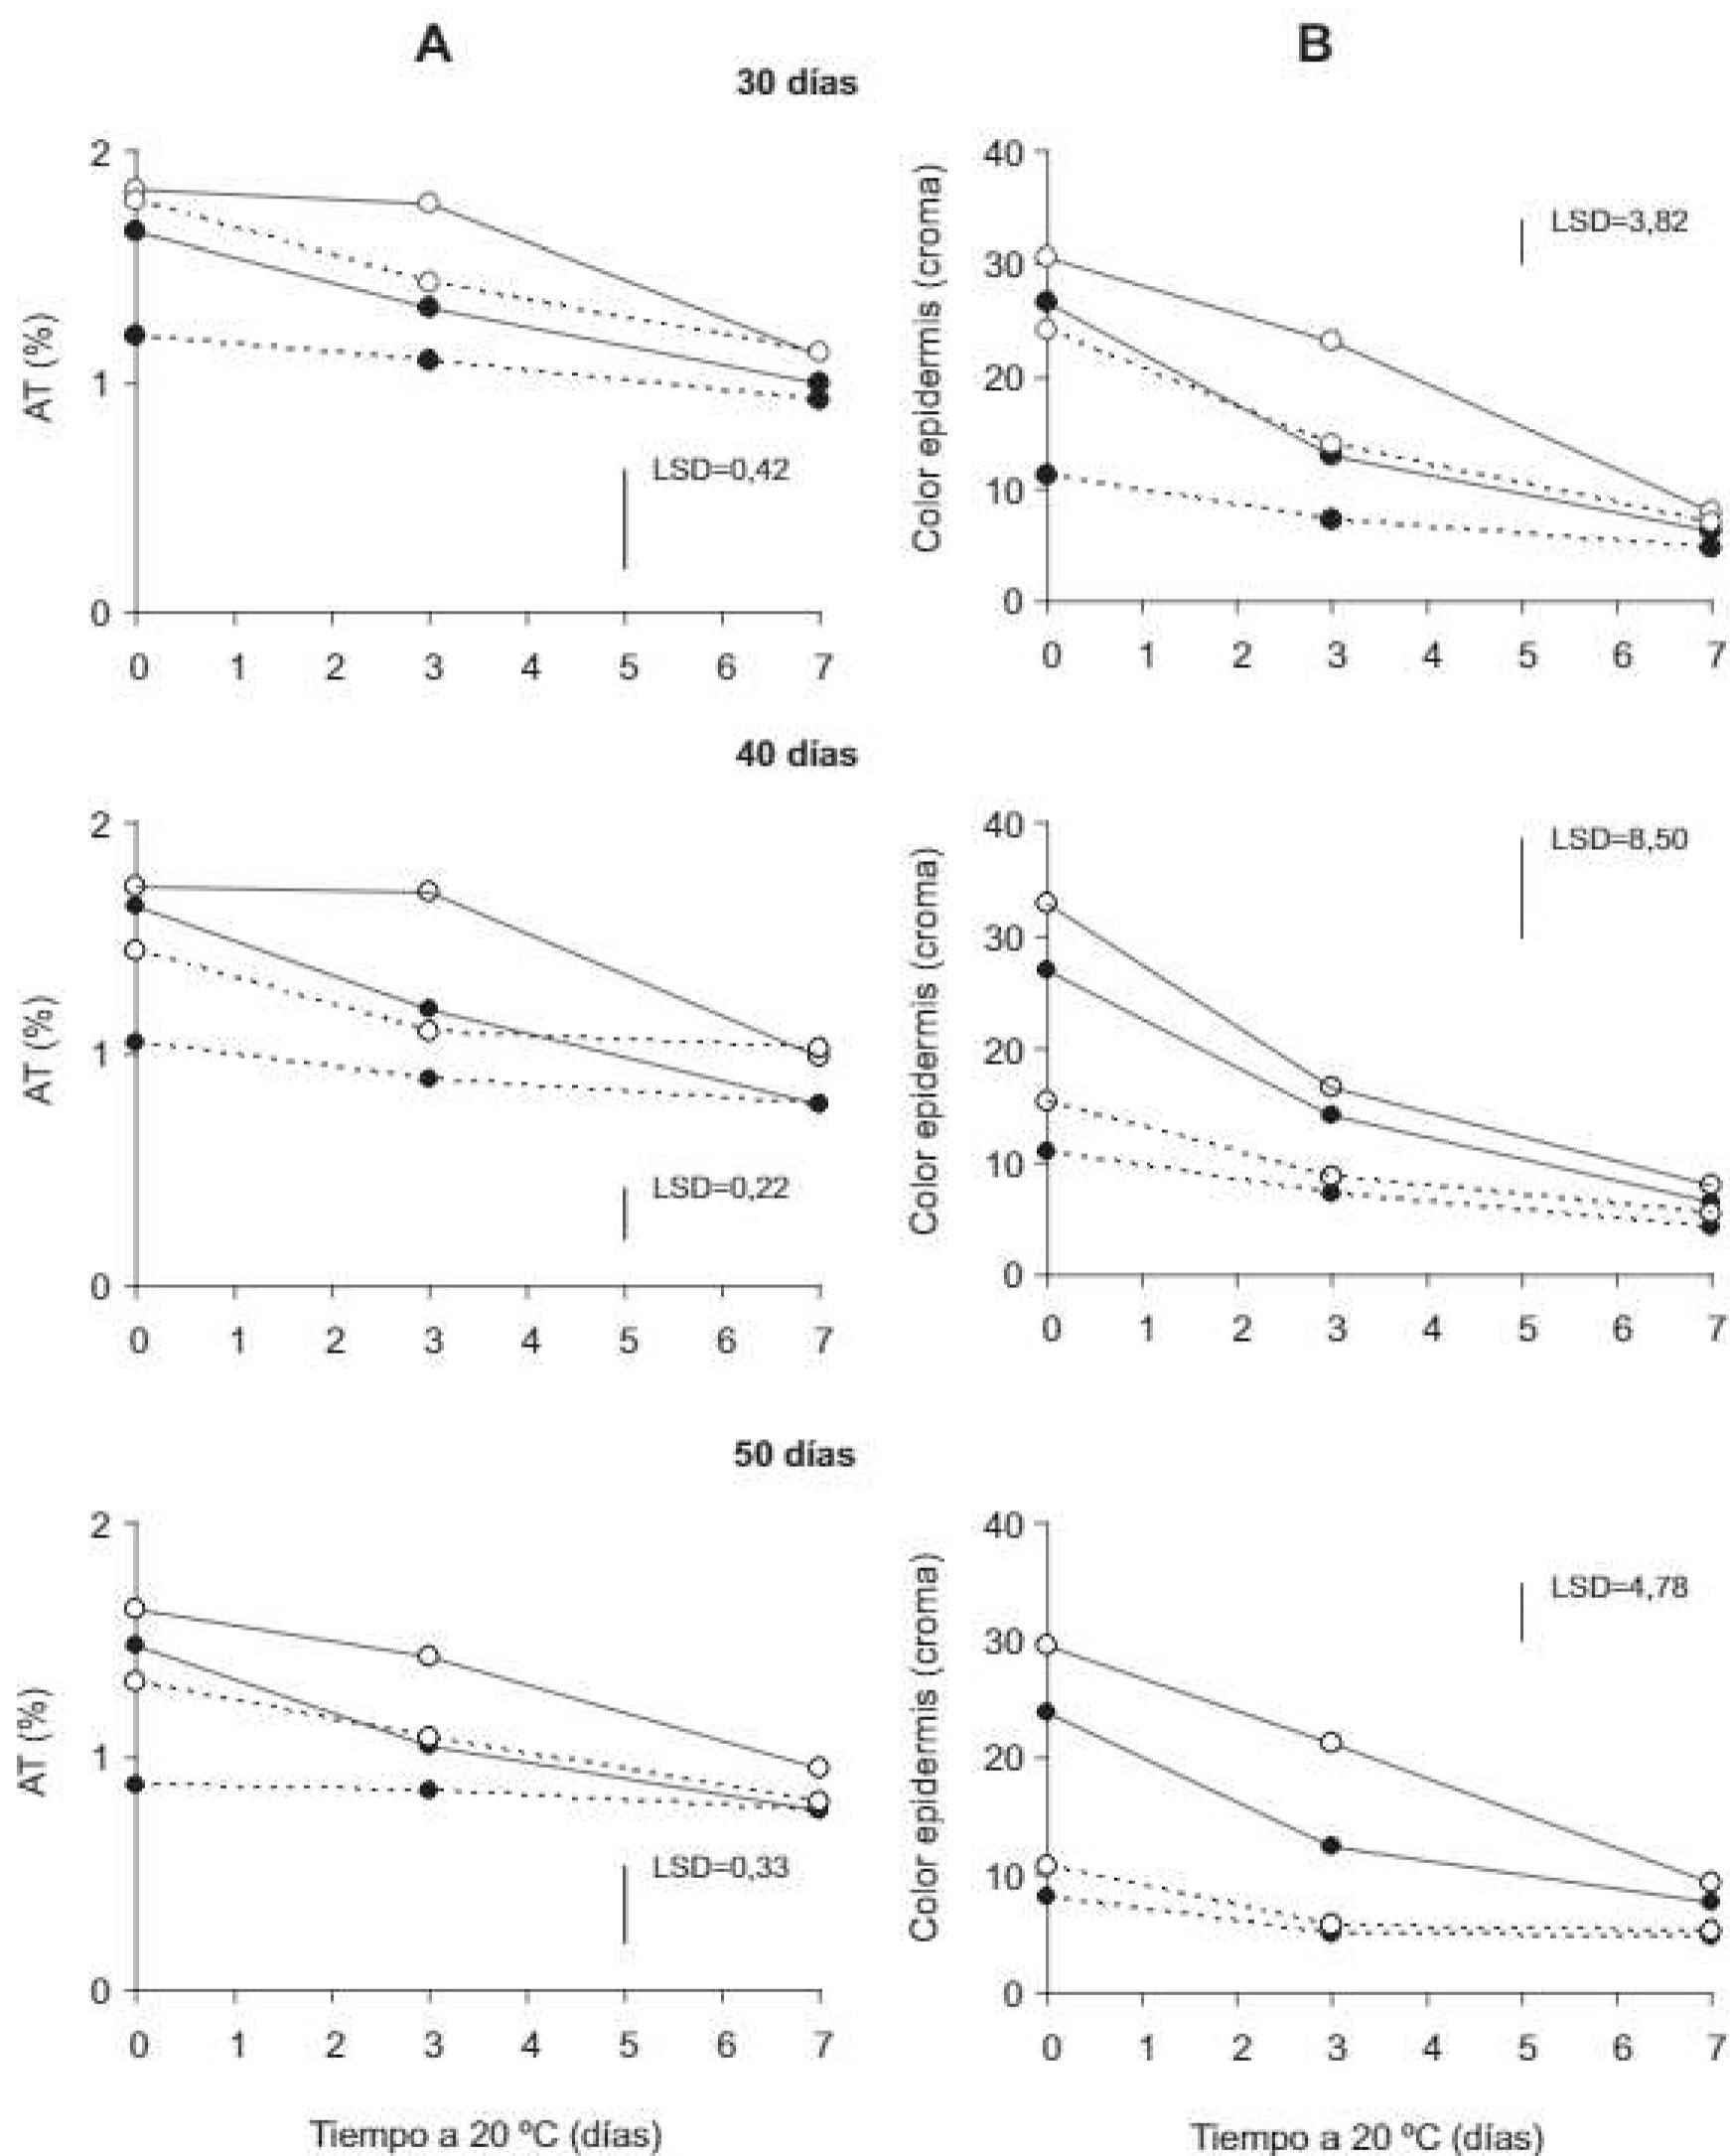 A
B
30 días
2
1
0
AT (%)
LSD=0,42
0 1 2 3 4 5 6 7
40
30
20
10
0
Color epidermis (croma)
LSD=3,82
0 1 2 3 4 5 6 7
40 días
2
1
0
AT (%)
LSD=0,22
0 1 2 3 4 5 6 7
40
30
20
10
0
Color epidermis (croma)
LSD=8,50
0 1 2 3 4 5 6 7
50 días
2
1
0
AT (%)
LSD=0,33
0 1 2 3 4 5 6 7
Tiempo a 20 ºC (días)
40
30
20
10
0
Color epidermis (croma)
LSD=4,78
0 1 2 3 4 5 6 7
Tiempo a 20 ºC (días)